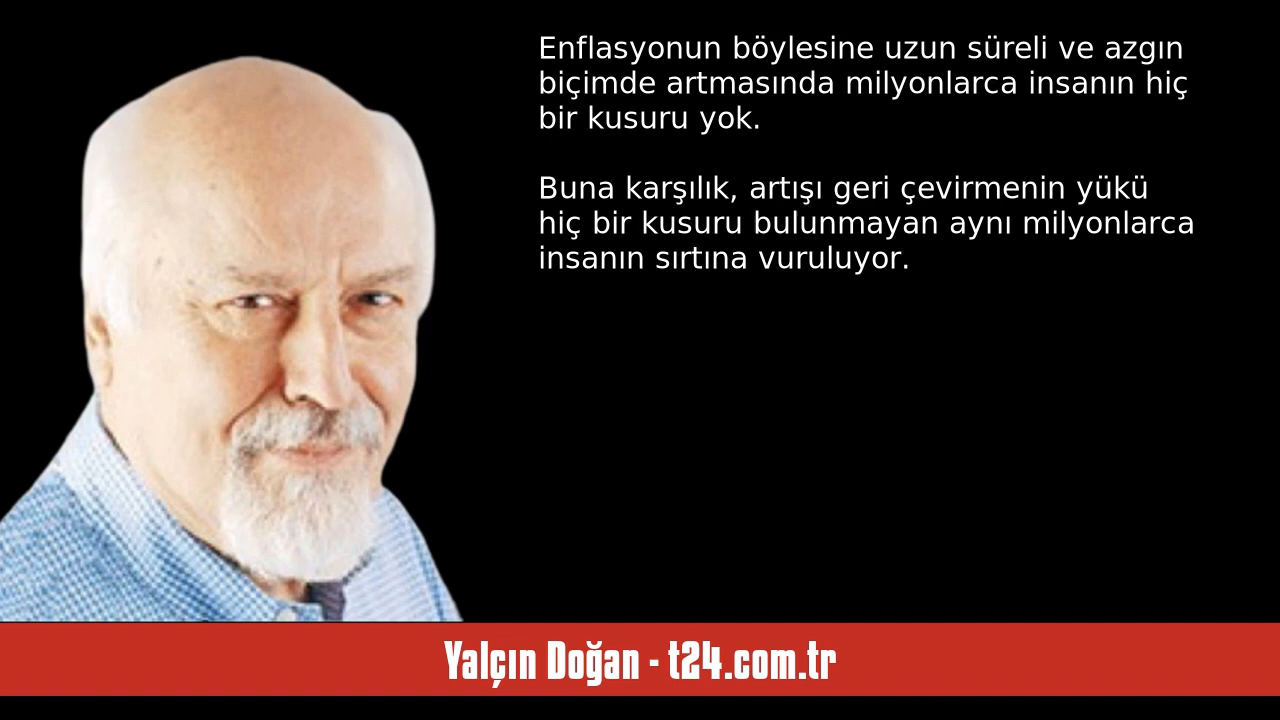 Enflasyonun böylesine uzun süreli ve azgın
biçimde artmasında milyonlarca insanın hiç
bir kusuru yok.
Buna karşılık, artışı geri çevirmenin yükü
hiç bir kusuru bulunmayan aynı milyonlarca
insanın sırtına vuruluyor.
Yalçın Doğan - t24.com.tr